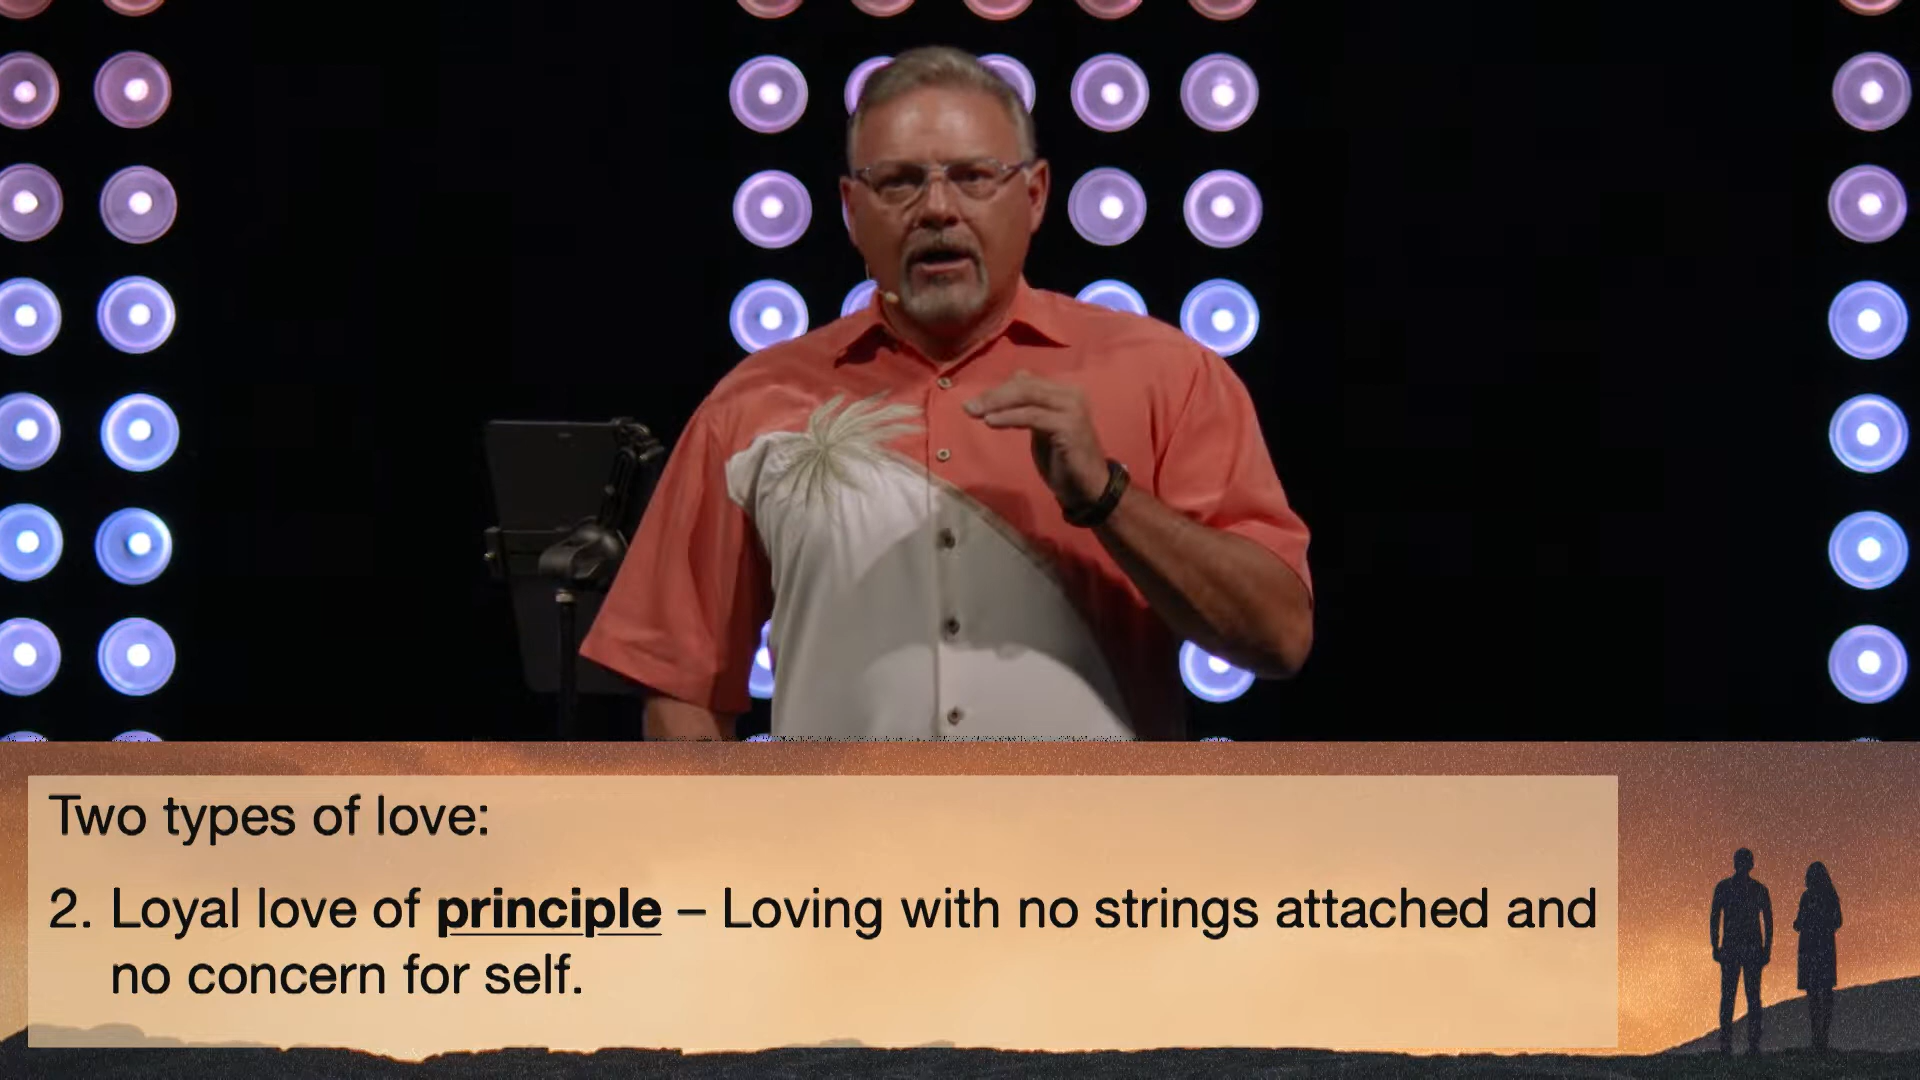 Two types of love:
2. Loyal love of principle – Loving with no strings attached and
no concern for self.